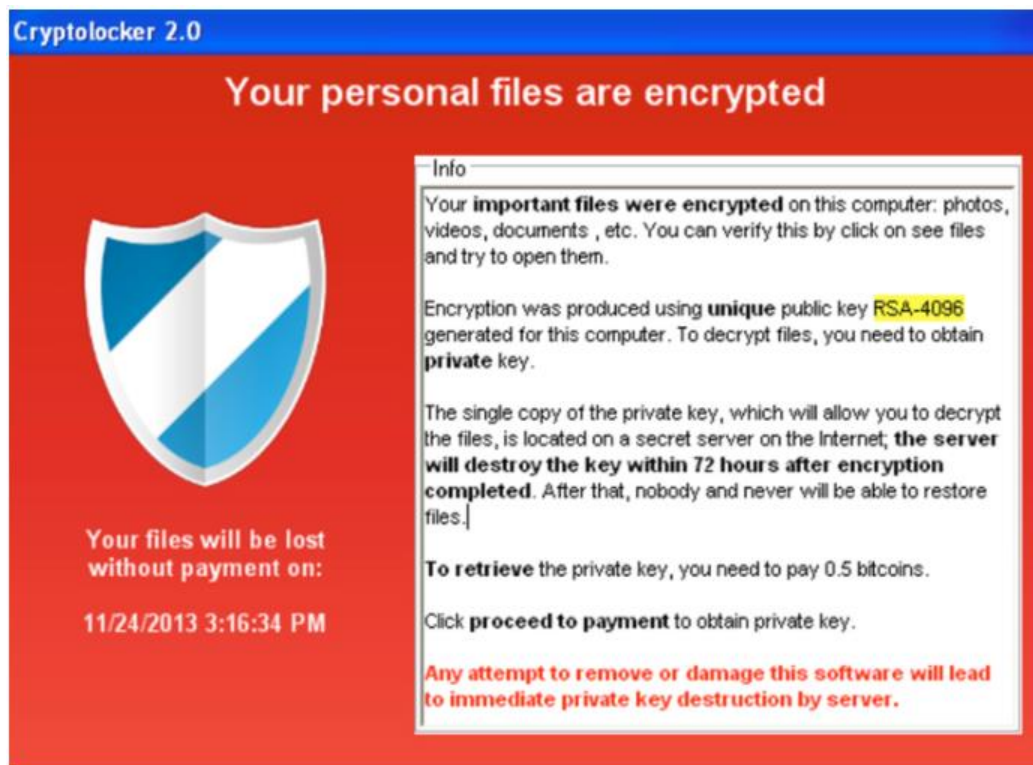 Cryptolocker 2.0
Your personal files are encrypted
Info
Your important files were encrypted on this computer: photos,
videos, documents , etc. You can verify this by click on see files
and try to open them.
Encryption was produced using unique public key RSA-4096
generated for this computer. To decrypt files, you need to obtain
private key.
The single copy of the private key, which will allow you to decrypt
the files, is located on a secret server on the Internet; the server
will destroy the key within 72 hours after encryption
completed. After that, nobody and never will be able to restore
files.
To retrieve the private key, you need to pay 0.5 bitcoins.
Click proceed to payment to obtain private key.
Any attempt to remove or damage this software will lead
to immediate private key destruction by server.
Your files will be lost
without payment on:
11/24/2013 3:16:34 PM